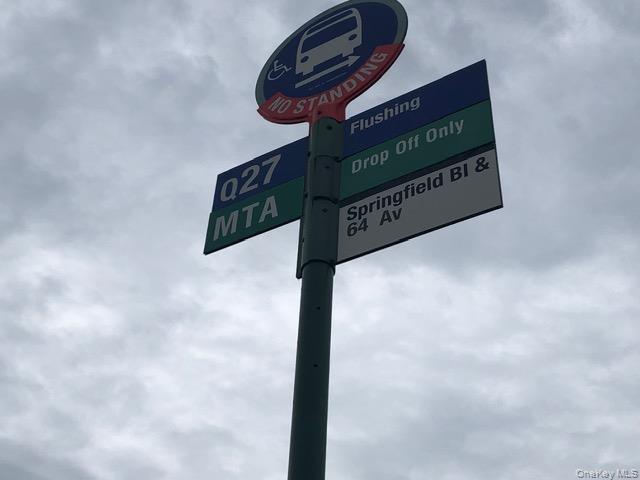 NO STANDING
Q27
MTA
Flushing
Drop Off Only
Springfield Bl &
64 Av
OneKey MLS